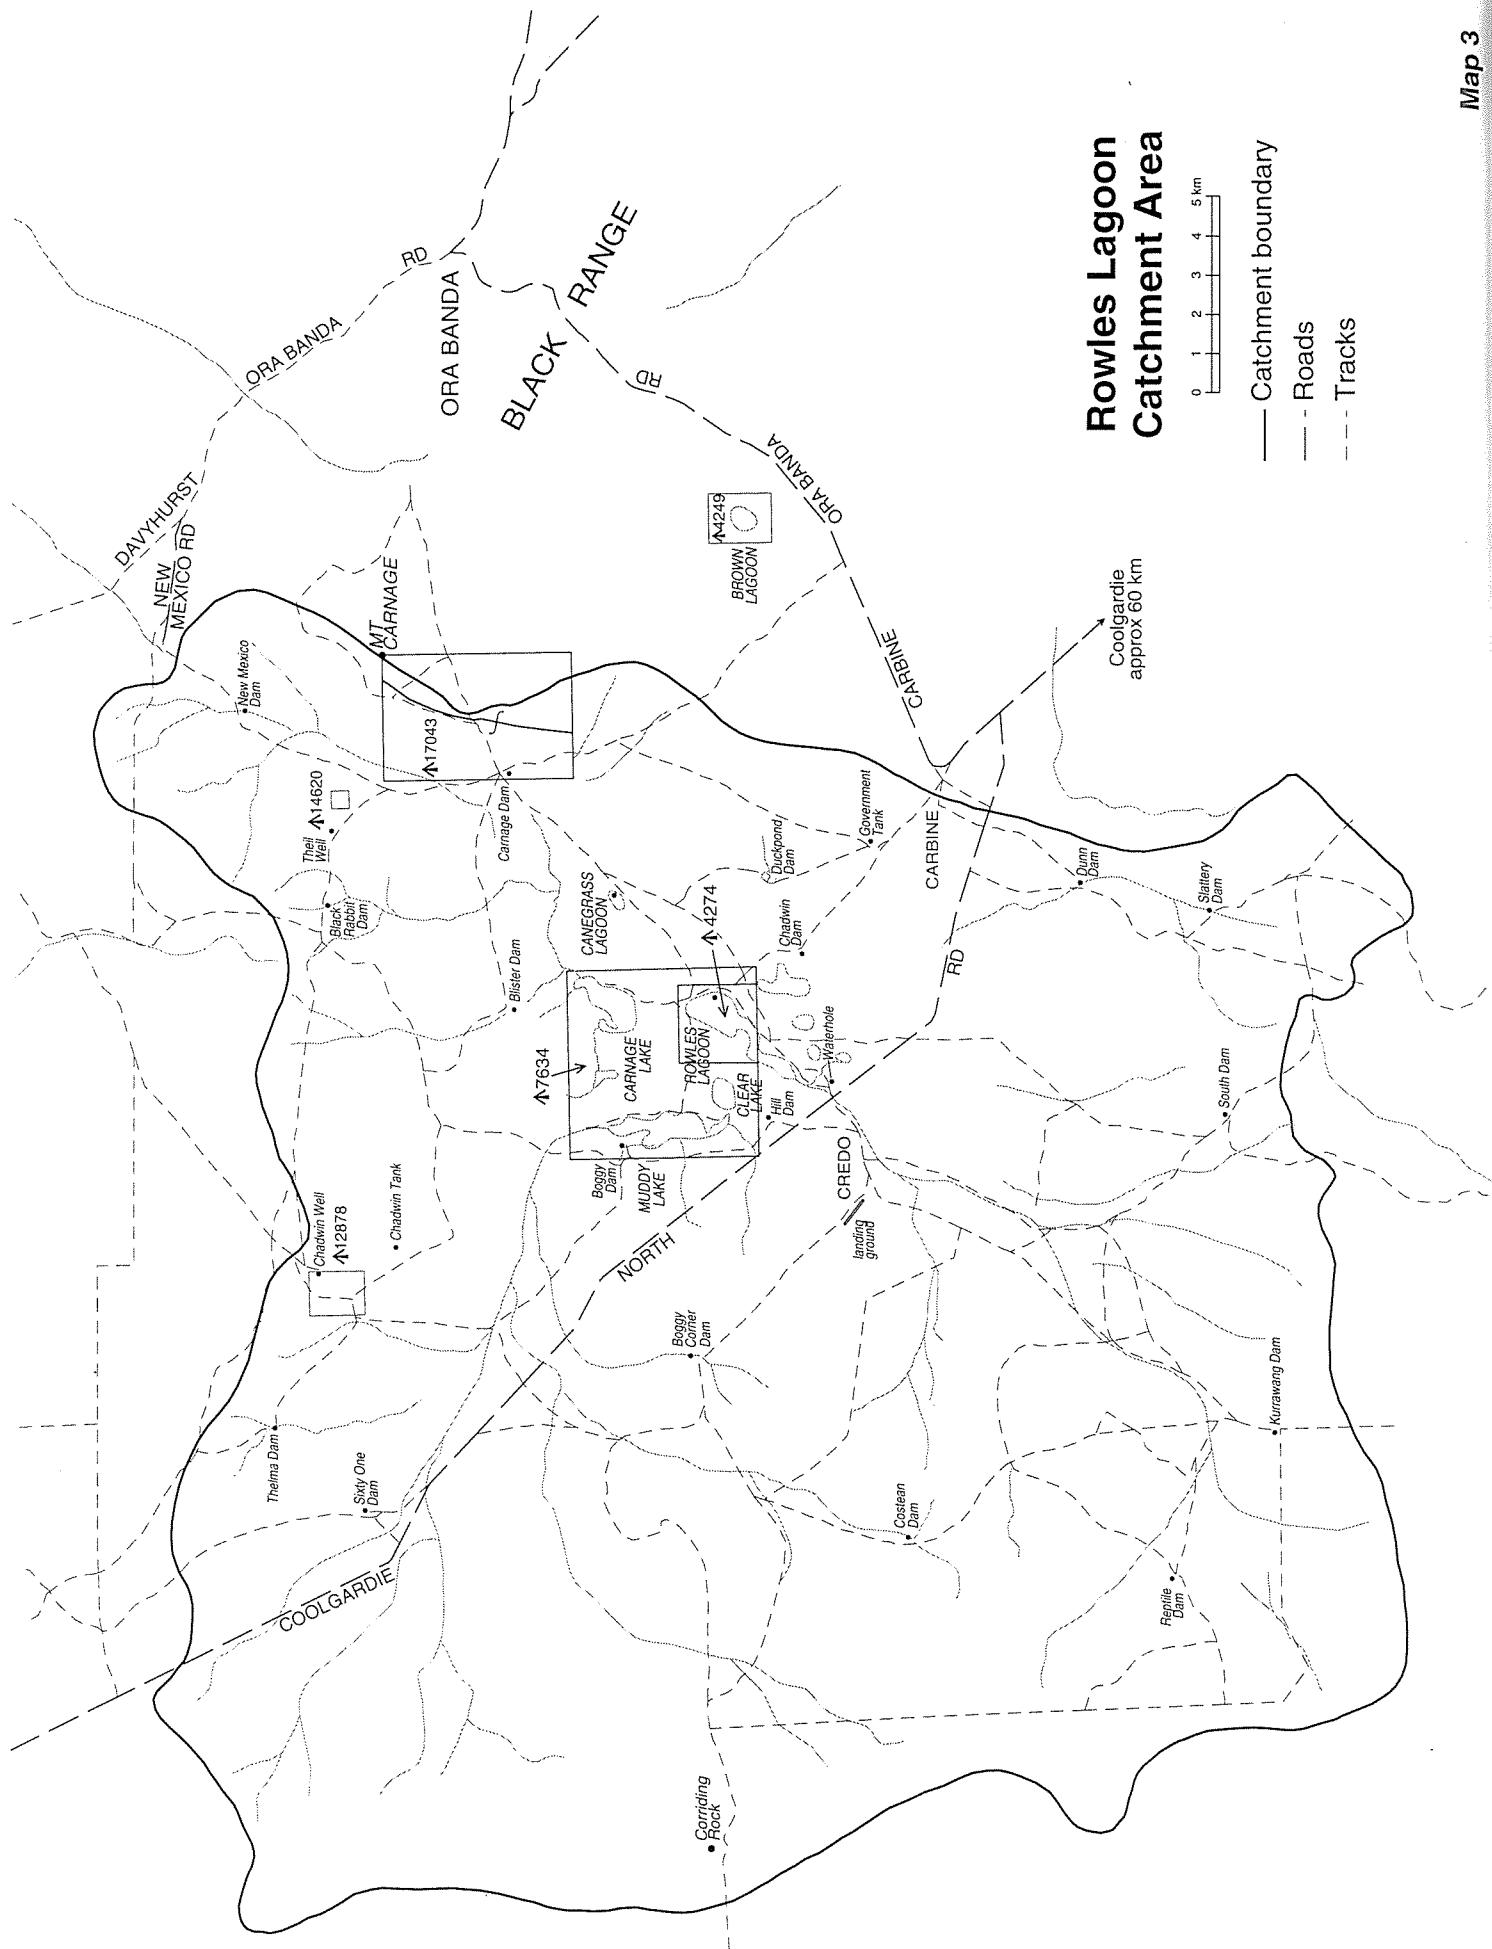 Map 3
Rowles Lagoon
Catchment Area
0 1 2 3 4 5 km
Catchment boundary
Roads
Tracks
DAVYHURST
ORA BANDA
RD
NEW
MEXICO RD
ORA BANDA
BLACK RANGE
RD
ORA BANDA
CARBINE
CARBINE
4249
BROWN
LAGOON
MT
CARNAGE
New Mexico
Dam
17043
14620
Theil
Well
Carnage Dam
Black
Rabbit
Dam
Blister Dam
CANEGRASS
LAGOON
Duckpond
Dam
Government
Tank
4274
Chadwin
Dam
7634
CARNAGE
LAKE
ROWLES
LAGOON
CLEAR
LAKE
Hill
Dam
Waterhole
Boggy
Dam
MUDDY
LAKE
CREDO
landing
ground
NORTH
RD
Coolgardie
approx 60 km
Dunn
Dam
Slattery
Dam
South Dam
Chadwin Well
12878
Chadwin Tank
Thelma Dam
Sixty One
Dam
Boggy
Corner
Dam
COOLGARDIE
Costean
Dam
Kurrawang Dam
Reptile
Dam
Corriding
Rock